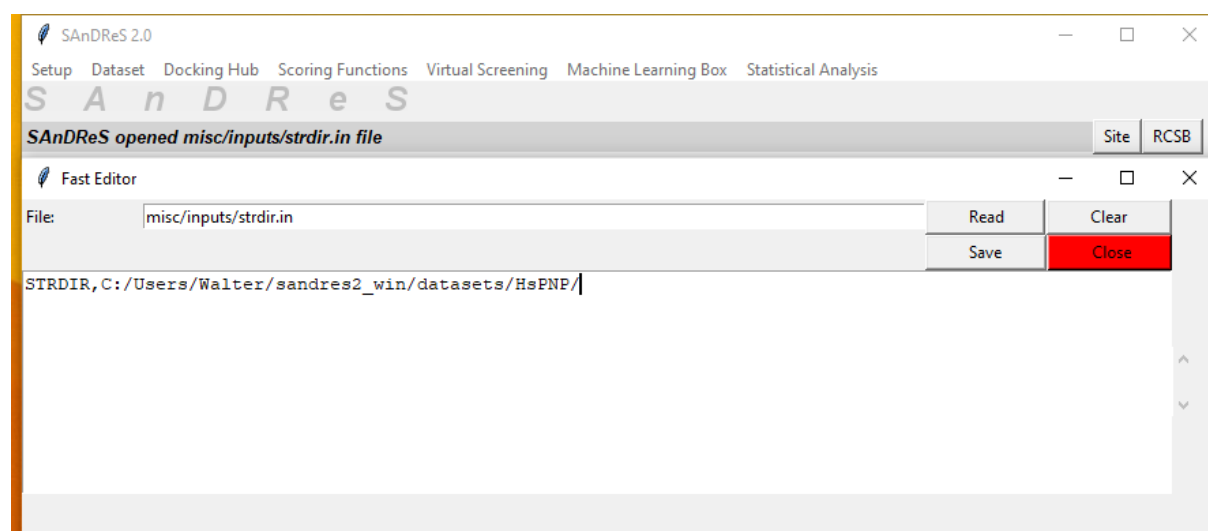 SAnDReS 2.0
Setup Dataset Docking Hub Scoring Functions Virtual Screening Machine Learning Box Statistical Analysis
S A n D R e S
SAnDReS opened misc/inputs/strdir.in file Site RCSB
Fast Editor
File: misc/inputs/strdir.in Read Clear
Save Close
STRDIR,C:/Users/Walter/sandres2_win/datasets/HsPNP/